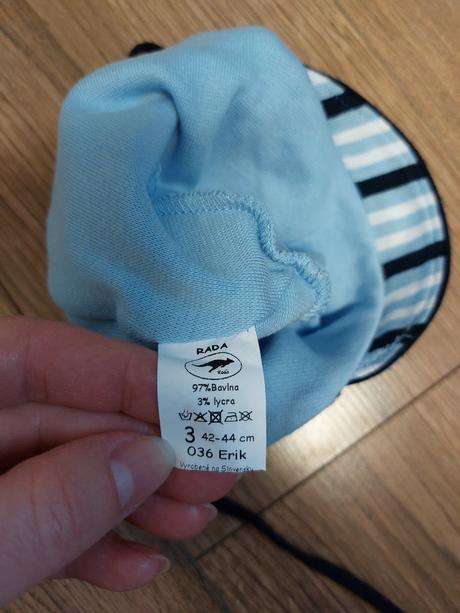 RADA
97%Bavlna
3% lycra
3 42-44 cm
036 Erik
Vyrobené na Slovensku